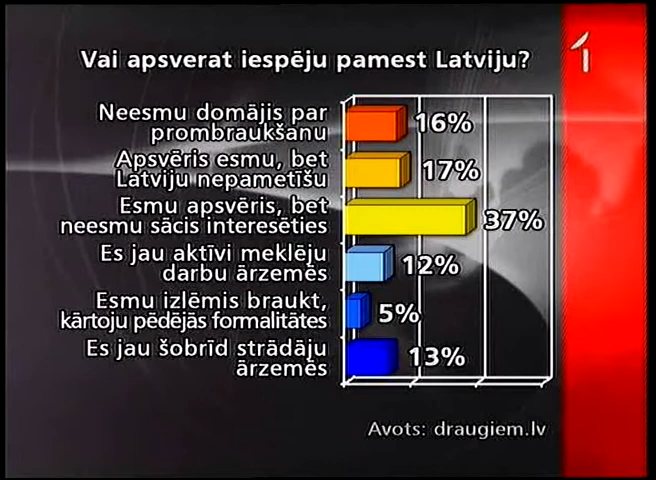 Vai apsverat iespēju pamest Latviju?
1
Neesmu domājis par
prombraukšanu
16%
Apsvēris esmu, bet
Latviju nepametīšu
17%
Esmu apsvēris, bet
neesmu sācis interesēties
37%
Es jau aktīvi meklēju
darbu ārzemēs
12%
Esmu izlēmis braukt,
kārtoju pēdējās formalitātes
5%
Es jau šobrīd strādāju
ārzemēs
13%
Avots: draugiem.lv